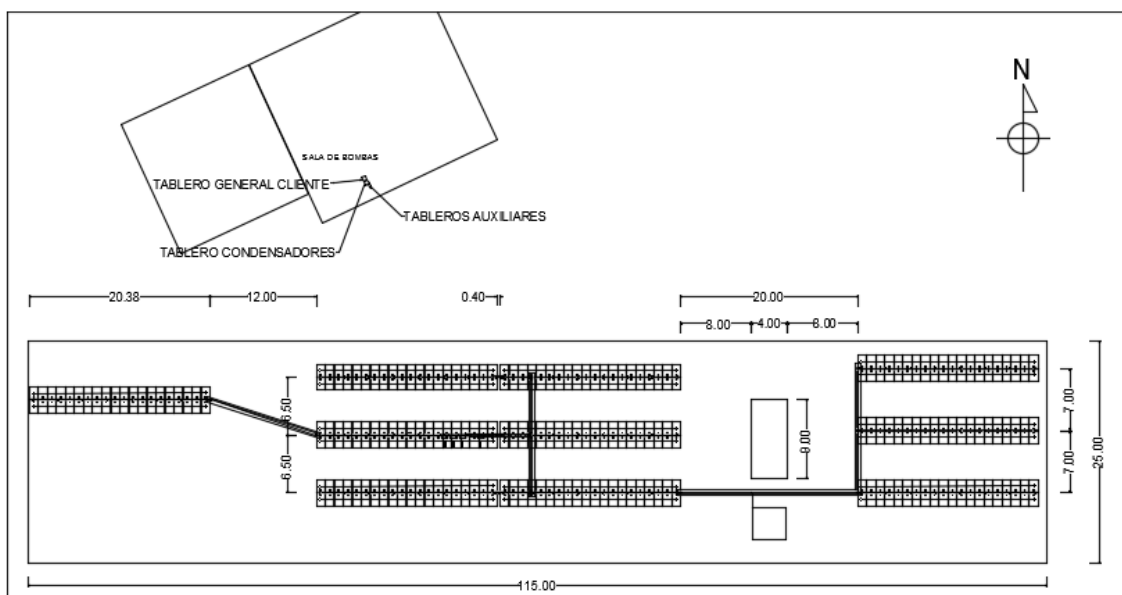 N
SALA DE BOMBAS
TABLERO GENERAL CLIENTE
TABLEROS AUXILIARES
TABLERO CONDENSADORES
20.38
12.00
0.40
20.00
8.00
4.00
8.00
6.50
6.50
9.00
7.00
7.00
25.00
115.00